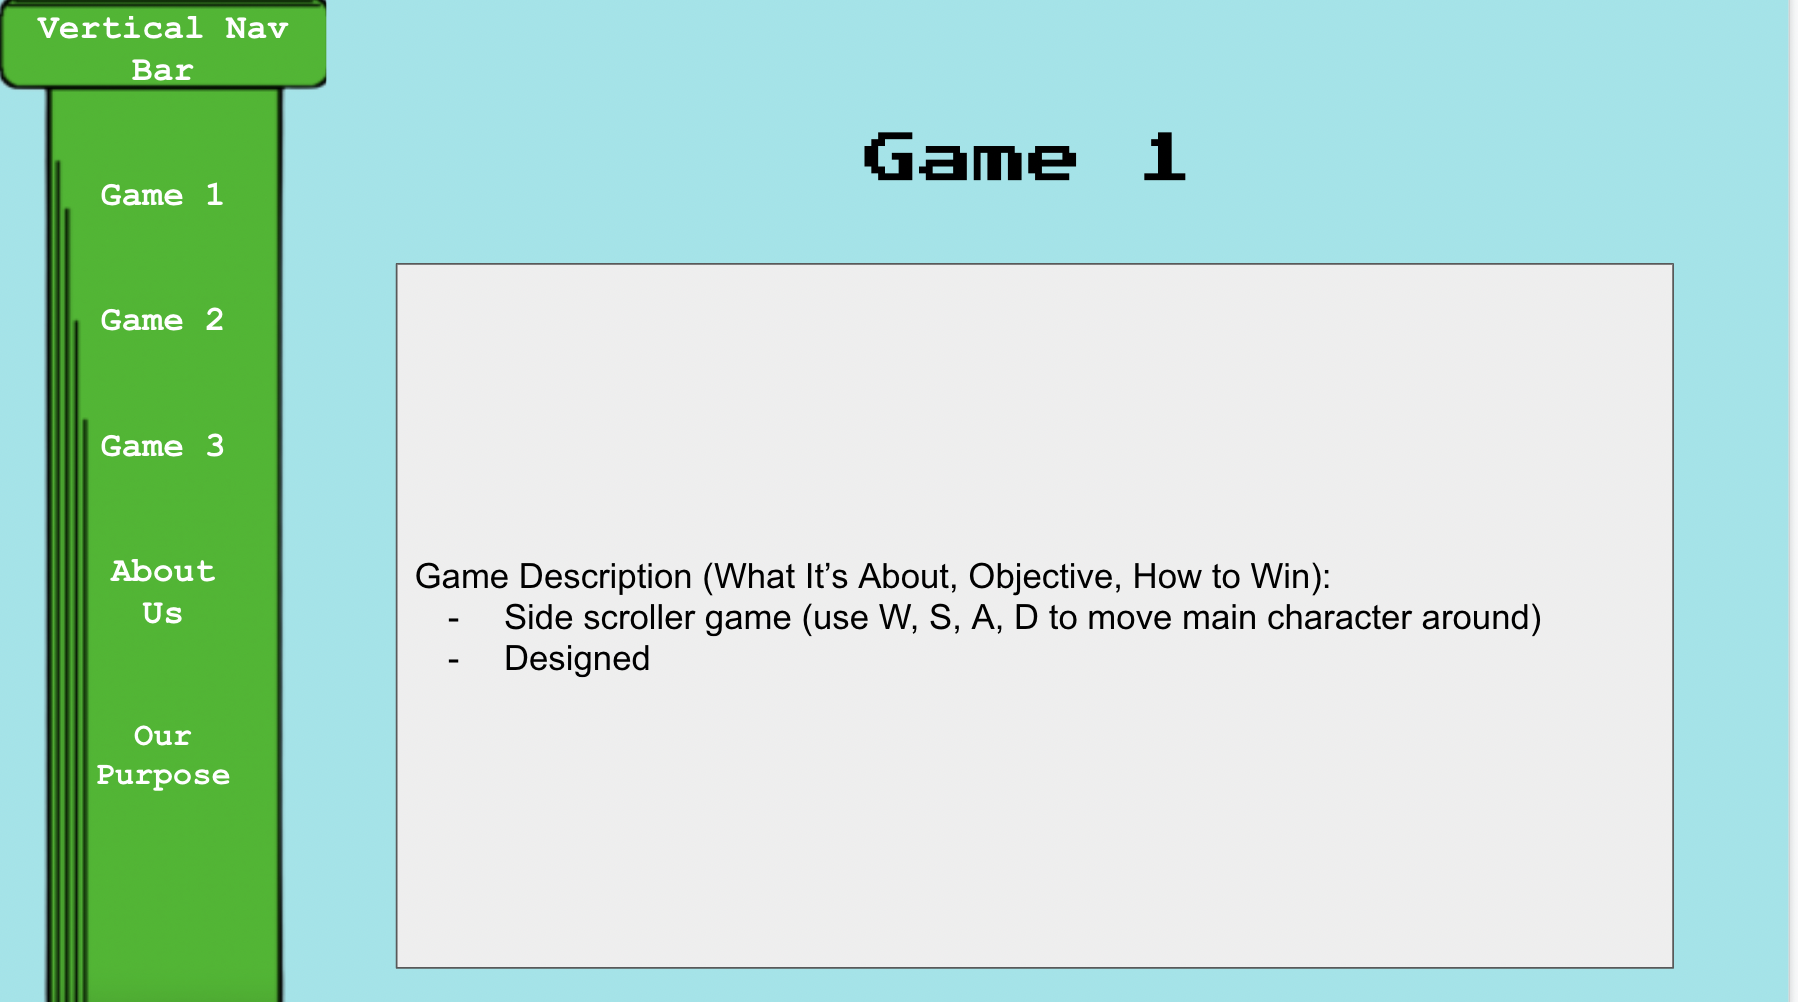 Vertical Nav
Bar
Game 1
Game 2
Game 3
About
Us
Our
Purpose
Game 1
Game Description (What It’s About, Objective, How to Win):
- Side scroller game (use W, S, A, D to move main character around)
- Designed